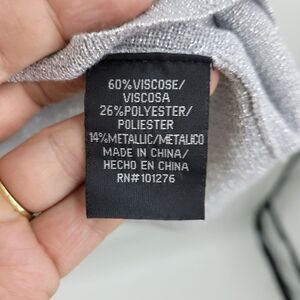 60%VISCOSE/
VISCOSA
26%POLYESTER/
POLIESTER
14%METALLIC/METALICO
MADE IN CHINA/
HECHO EN CHINA
RN#101276